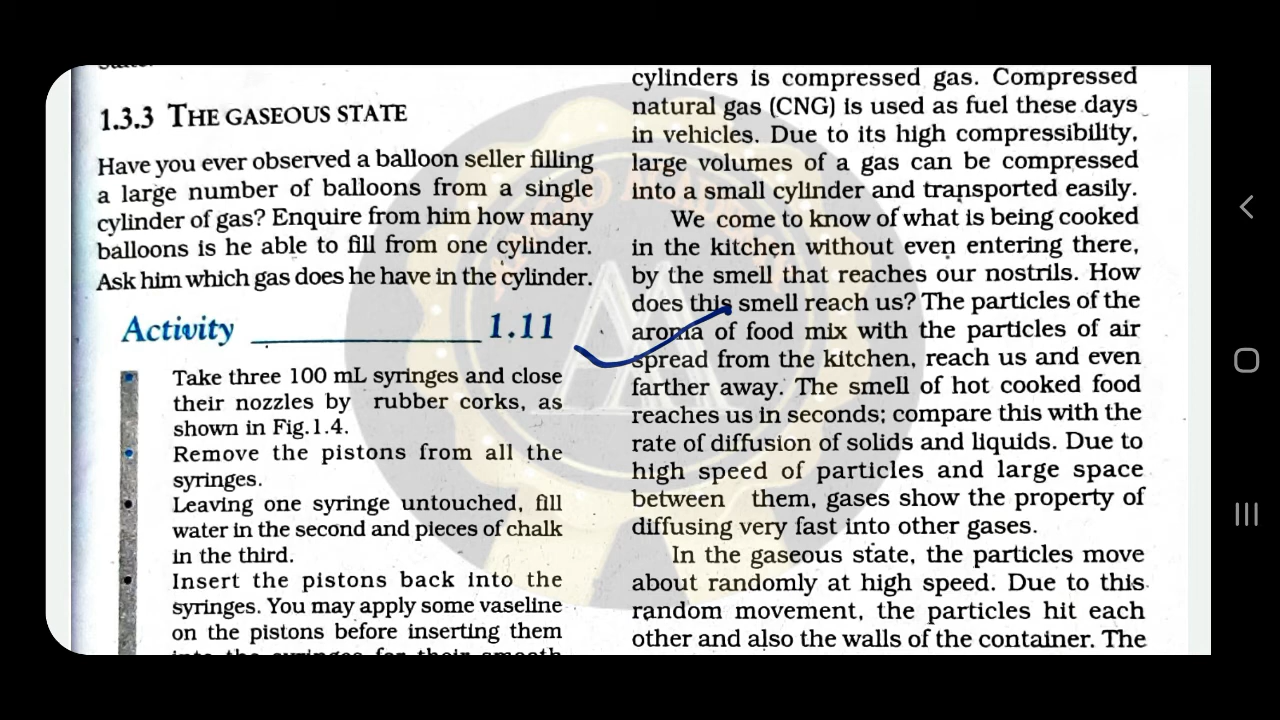 1.3.3 THE GASEOUS STATE
Have you ever observed a balloon seller filling
a large number of balloons from a single
cylinder of gas? Enquire from him how many
balloons is he able to fill from one cylinder.
Ask him which gas does he have in the cylinder.
Activity 1.11
Take three 100 mL syringes and close
their nozzles by rubber corks, as
shown in Fig.1.4.
Remove the pistons from all the
syringes.
Leaving one syringe untouched, fill
water in the second and pieces of chalk
in the third.
Insert the pistons back into the
syringes. You may apply some vaseline
on the pistons before inserting them
into the syringes for their smooth
cylinders is compressed gas. Compressed
natural gas (CNG) is used as fuel these days
in vehicles. Due to its high compressibility,
large volumes of a gas can be compressed
into a small cylinder and transported easily.
We come to know of what is being cooked
in the kitchen without even entering there,
by the smell that reaches our nostrils. How
does this smell reach us? The particles of the
aroma of food mix with the particles of air
spread from the kitchen, reach us and even
farther away. The smell of hot cooked food
reaches us in seconds; compare this with the
rate of diffusion of solids and liquids. Due to
high speed of particles and large space
between them, gases show the property of
diffusing very fast into other gases.
In the gaseous state, the particles move
about randomly at high speed. Due to this
random movement, the particles hit each
other and also the walls of the container. The